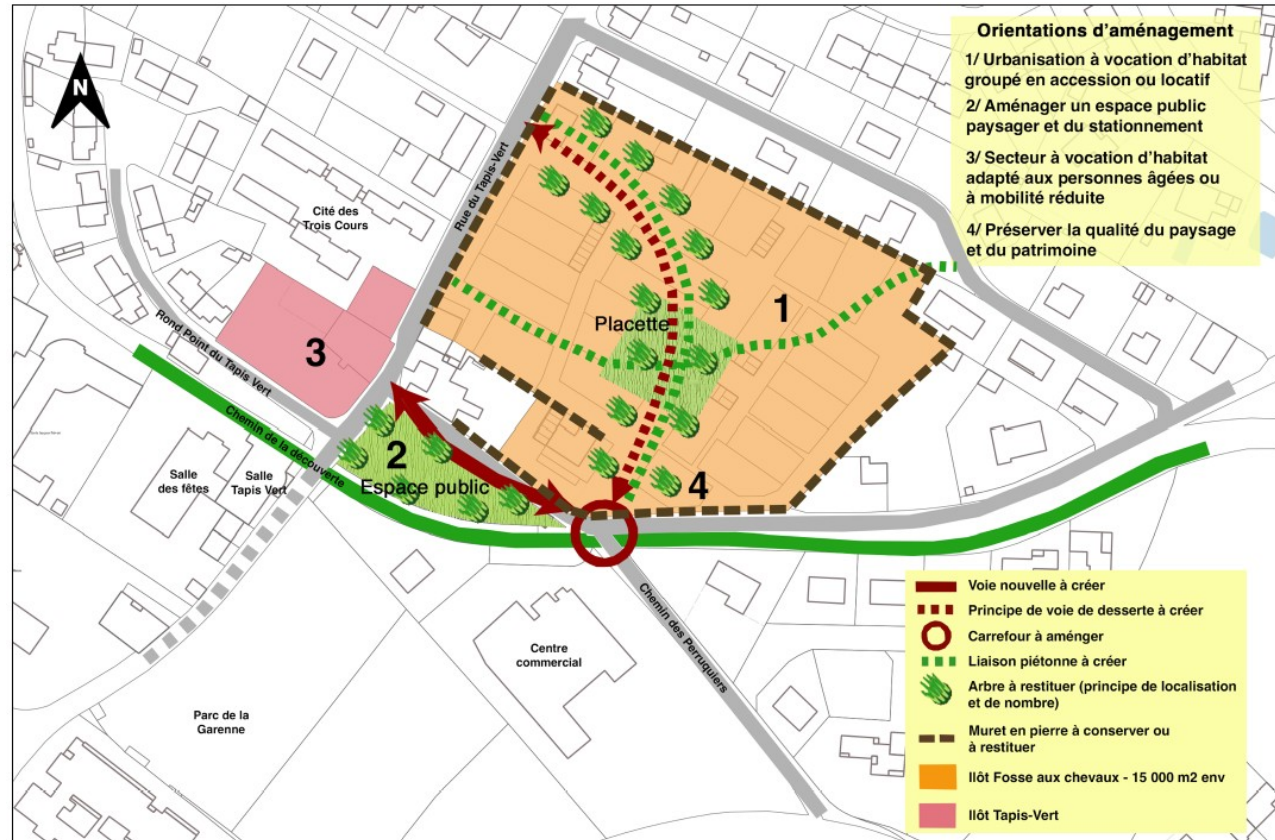 Orientations d'aménagement
1/ Urbanisation à vocation d'habitat
groupé en accession ou locatif
2/ Aménager un espace public
paysager et du stationnement
3/ Secteur à vocation d'habitat
adapté aux personnes âgées ou
à mobilité réduite
4/ Préserver la qualité du paysage
et du patrimoine
N
Rue du Tapis-Vert
Cité des
Trois Cours
1
Placette
3
Rond Point du Tapis Vert
Chemin de la découverte
2
Espace public
4
Salle
des fêtes
Salle
Tapis Vert
Chemin des Perruquiers
Centre
commercial
Parc de la
Garenne
Voie nouvelle à créer
Principe de voie de desserte à créer
Carrefour à aménger
Liaison piétonne à créer
Arbre à restituer (principe de localisation
et de nombre)
Muret en pierre à conserver ou
à restituer
Ilôt Fosse aux chevaux - 15 000 m2 env
Ilôt Tapis-Vert